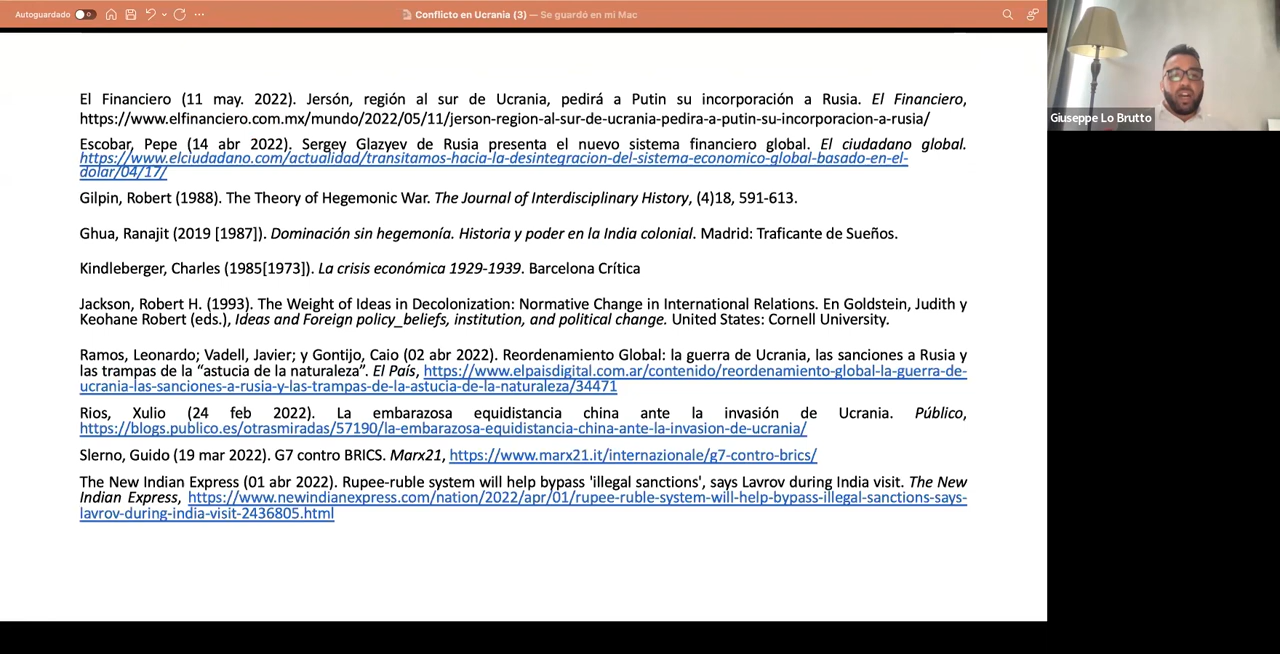 Autoguardado
Conflicto en Ucrania (3) — Se guardó en mi Mac
El Financiero (11 may. 2022). Jersón, región al sur de Ucrania, pedirá a Putin su incorporación a Rusia. El Financiero,
https://www.elfinanciero.com.mx/mundo/2022/05/11/jerson-region-al-sur-de-ucrania-pedira-a-putin-su-incorporacion-a-rusia/
Escobar, Pepe (14 abr 2022). Sergey Glazyev de Rusia presenta el nuevo sistema financiero global. El ciudadano global.
https://www.elciudadano.com/actualidad/transitamos-hacia-la-desintegracion-del-sistema-economico-global-basado-en-el-
dolar/04/17/
Gilpin, Robert (1988). The Theory of Hegemonic War. The Journal of Interdisciplinary History, (4)18, 591-613.
Ghua, Ranajit (2019 [1987]). Dominación sin hegemonía. Historia y poder en la India colonial. Madrid: Traficante de Sueños.
Kindleberger, Charles (1985[1973]). La crisis económica 1929-1939. Barcelona Crítica
Jackson, Robert H. (1993). The Weight of Ideas in Decolonization: Normative Change in International Relations. En Goldstein, Judith y
Keohane Robert (eds.), Ideas and Foreign policy_beliefs, institution, and political change. United States: Cornell University.
Ramos, Leonardo; Vadell, Javier; y Gontijo, Caio (02 abr 2022). Reordenamiento Global: la guerra de Ucrania, las sanciones a Rusia y
las trampas de la “astucia de la naturaleza”. El País, https://www.elpaisdigital.com.ar/contenido/reordenamiento-global-la-guerra-de-
ucrania-las-sanciones-a-rusia-y-las-trampas-de-la-astucia-de-la-naturaleza/34471
Rios, Xulio (24 feb 2022). La embarazosa equidistancia china ante la invasión de Ucrania. Público,
https://blogs.publico.es/otrasmiradas/57190/la-embarazosa-equidistancia-china-ante-la-invasion-de-ucrania/
Slerno, Guido (19 mar 2022). G7 contro BRICS. Marx21, https://www.marx21.it/internazionale/g7-contro-brics/
The New Indian Express (01 abr 2022). Rupee-ruble system will help bypass 'illegal sanctions', says Lavrov during India visit. The New
Indian Express, https://www.newindianexpress.com/nation/2022/apr/01/rupee-ruble-system-will-help-bypass-illegal-sanctions-says-
lavrov-during-india-visit-2436805.html
Giuseppe Lo Brutto